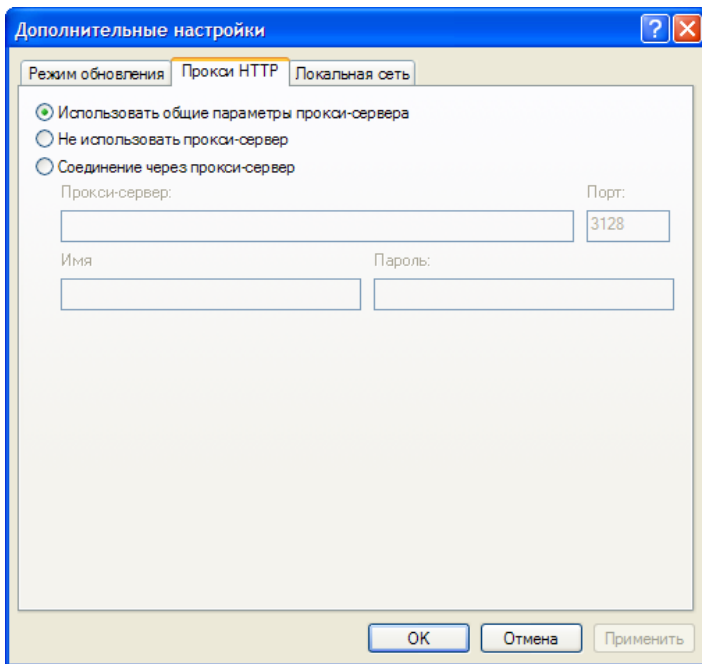 Дополнительные настройки
Режим обновления Прокси HTTP Локальная сеть
Использовать общие параметры прокси-сервера
Не использовать прокси-сервер
Соединение через прокси-сервер
Прокси-сервер: Порт:
3128
Имя Пароль:
OK Отмена Применить